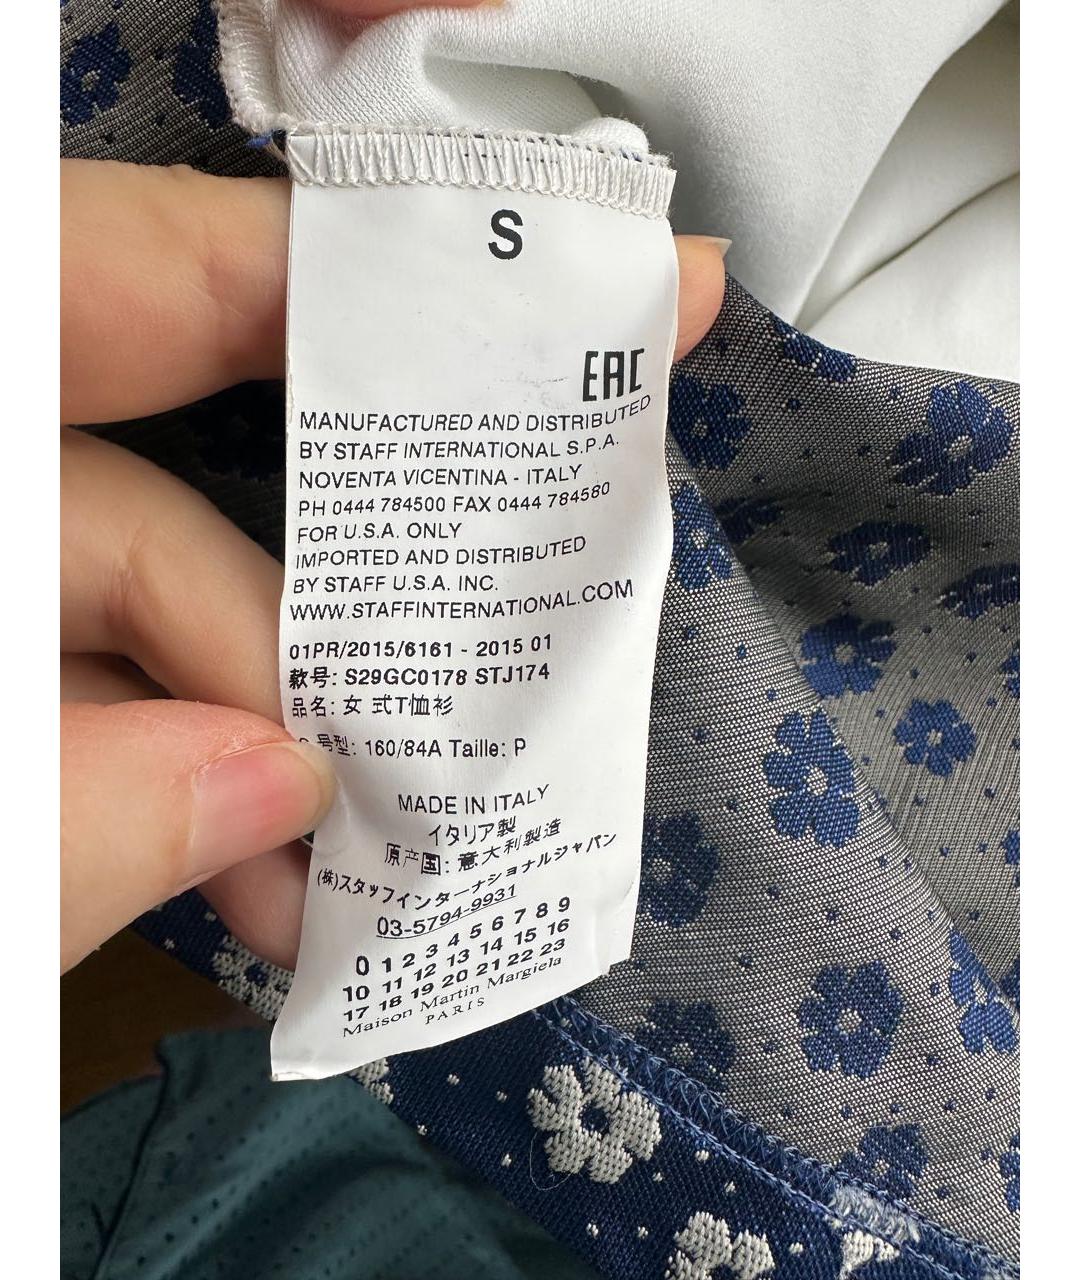 S
EAC
MANUFACTURED AND DISTRIBUTED
BY STAFF INTERNATIONAL S.P.A.
NOVENTA VICENTINA - ITALY
PH 0444 784500 FAX 0444 784580
FOR U.S.A. ONLY
IMPORTED AND DISTRIBUTED
BY STAFF U.S.A. INC.
WWW.STAFFINTERNATIONAL.COM
01PR/2015/6161 - 2015 01
款号: S29GC0178 STJ174
品名: 女 式T恤衫
号型: 160/84A Taille: P
MADE IN ITALY
イタリア製
原产国: 意大利製造
(株)スタッフインターナショナルジャパン
03-5794-9931
0 1 2 3 4 5 6 7 8 9
10 11 12 13 14 15 16
17 18 19 20 21 22 23
Maison Martin Margiela
PARIS